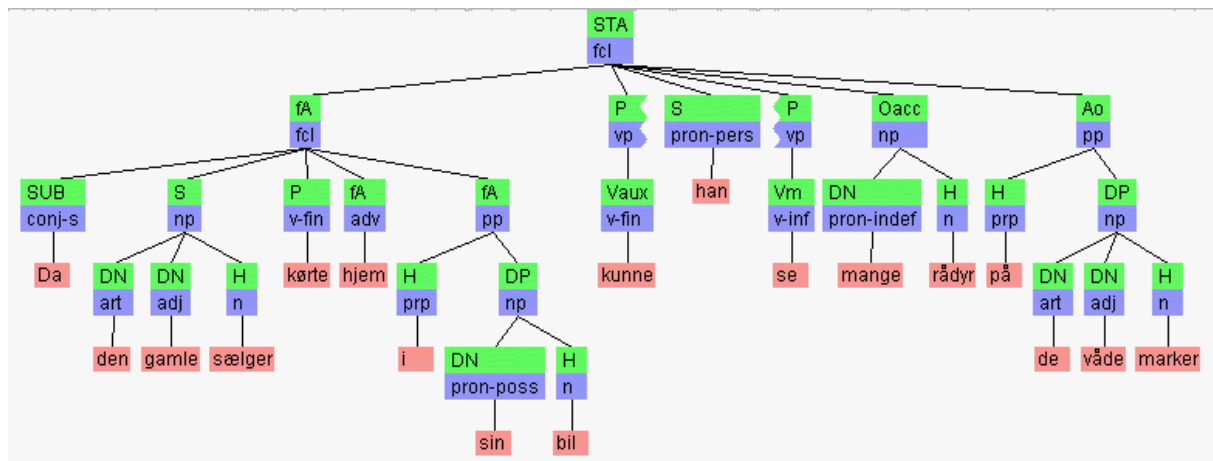 STA
fcl
fA P S P Oacc Ao
fcl vp pron-pers vp np pp
SUB S P fA fA Vaux han Vm DN H H DP
conj-s np v-fin adv pp v-fin v-inf pron-indef n prp np
Da DN DN H kørte hjem H DP kunne se mange rådyr på DN DN H
art adj n prp np art adj n
den gamle sælger i DN H de våde marker
pron-poss n
sin bil